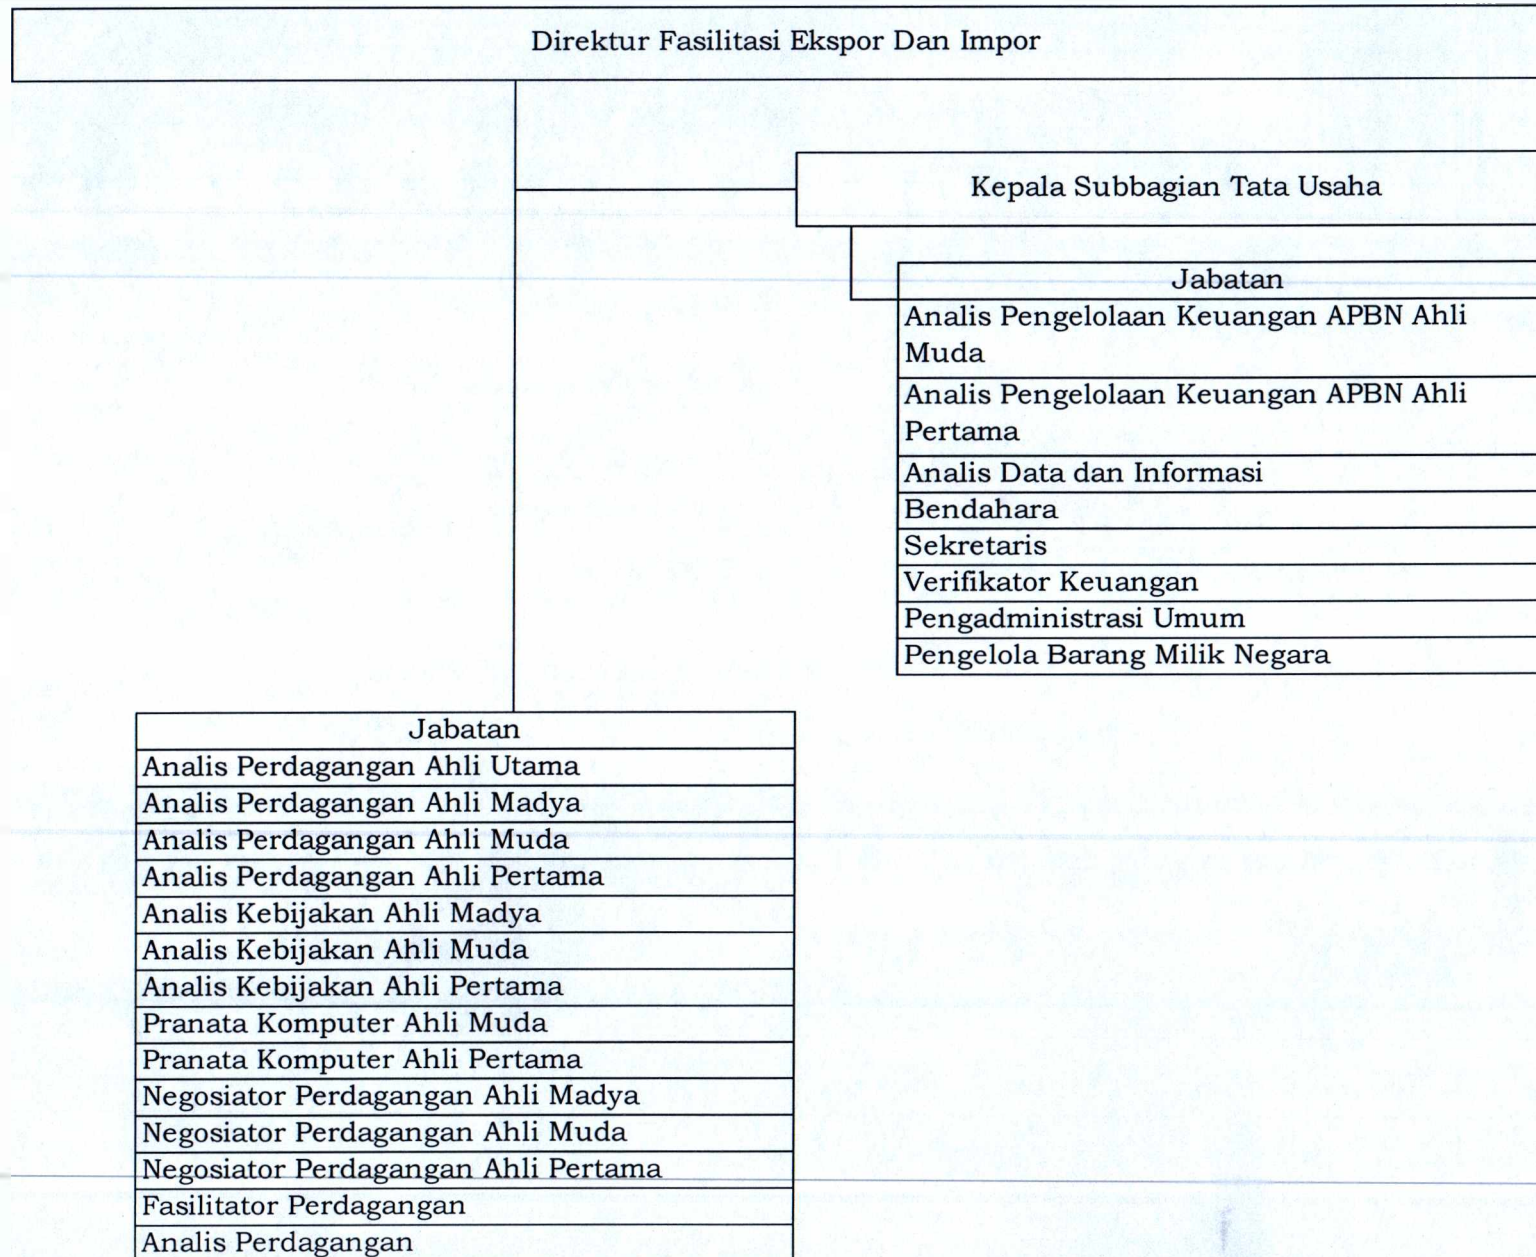 Direktur Fasilitasi Ekspor Dan Impor
Kepala Subbagian Tata Usaha
Jabatan
Analis Pengelolaan Keuangan APBN Ahli
Muda
Analis Pengelolaan Keuangan APBN Ahli
Pertama
Analis Data dan Informasi
Bendahara
Sekretaris
Verifikator Keuangan
Pengadministrasi Umum
Pengelola Barang Milik Negara
Jabatan
Analis Perdagangan Ahli Utama
Analis Perdagangan Ahli Madya
Analis Perdagangan Ahli Muda
Analis Perdagangan Ahli Pertama
Analis Kebijakan Ahli Madya
Analis Kebijakan Ahli Muda
Analis Kebijakan Ahli Pertama
Pranata Komputer Ahli Muda
Pranata Komputer Ahli Pertama
Negosiator Perdagangan Ahli Madya
Negosiator Perdagangan Ahli Muda
Negosiator Perdagangan Ahli Pertama
Fasilitator Perdagangan
Analis Perdagangan